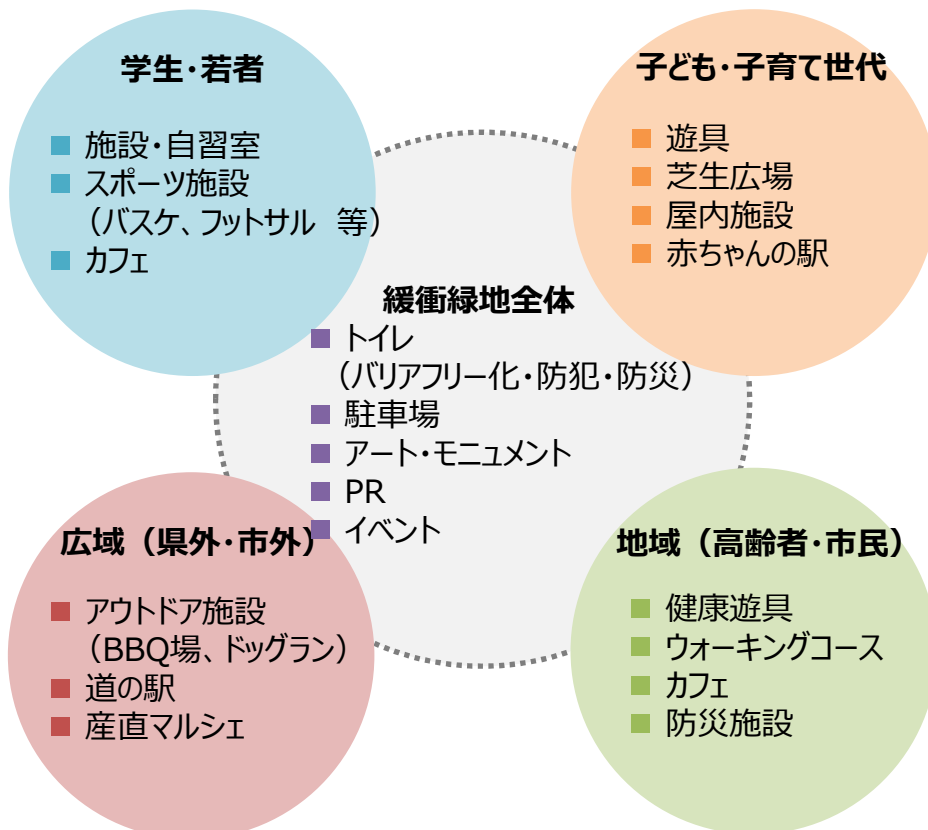 学生・若者
施設・自習室
スポーツ施設
（バスケ、フットサル　等）
カフェ
子ども・子育て世代
遊具
芝生広場
屋内施設
赤ちゃんの駅
緩衝緑地全体
トイレ
（バリアフリー化・防犯・防災）
駐車場
アート・モニュメント
PR
イベント
広域（県外・市外）
アウトドア施設
（BBQ場、ドッグラン）
道の駅
産直マルシェ
地域（高齢者・市民）
健康遊具
ウォーキングコース
カフェ
防災施設